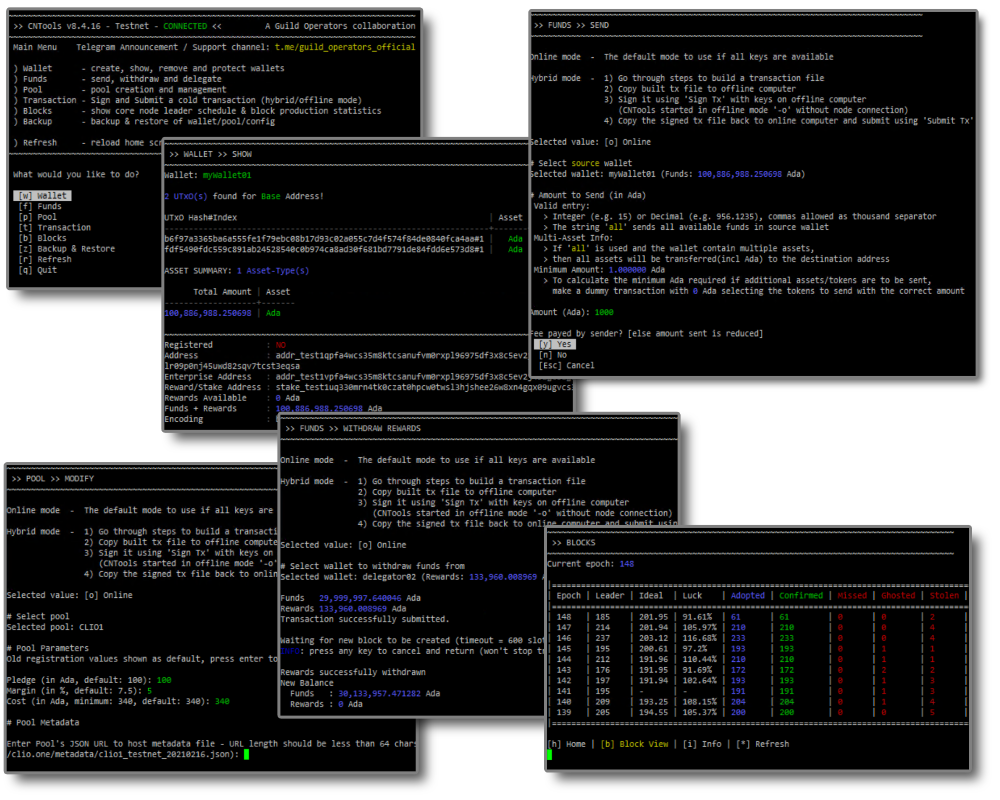 >> CNTools v8.4.16 - Testnet - CONNECTED << A Guild Operators collaboration
Main Menu Telegram Announcement / Support channel: t.me/guild_operators_official
) Wallet - create, show, remove and protect wallets
) Funds - send, withdraw and delegate
) Pool - pool creation and management
) Transaction - Sign and Submit a cold transaction (hybrid/offline mode)
) Blocks - show core node leader schedule & block production statistics
) Backup - backup & restore of wallet/pool/config
) Refresh - reload home scr
What would you like to do?
[w] Wallet
[f] Funds
[p] Pool
[t] Transaction
[b] Blocks
[z] Backup & Restore
[r] Refresh
[q] Quit
>> WALLET >> SHOW
Wallet: myWallet01
2 UTxO(s) found for Base Address!
UTxO Hash#Index | Asset
b6f97a3365ba6a555fe1f79ebc08b17d93c02a055c7d4f574f84de0840fca4aa#1 | Ada
fdf5490fdc559c891ab24528540c0b974ca8ad30f681bd7791de84fdd6e573d8#1 | Ada
ASSET SUMMARY: 1 Asset-Type(s)
Total Amount | Asset
100,886,988.250698 | Ada
Registered : NO
Address : addr_test1qpfa4wcs35m8ktcsanufvm0rxpl96975df3x8c5ev2
lr09p0nj45uwd82sqv7tcst3eqsa
Enterprise Address : addr_test1vpfa4wcs35m8ktcsanufvm0rxpl96975df3x8c5ev2
Reward/Stake Address : stake_test1uq330mrn4tk0czat0hpcw0twsl3hjshee26w8xn4gqx09ugvcs
Rewards Available : 0 Ada
Funds + Rewards : 100,886,988.250698 Ada
Encoding :
>> FUNDS >> SEND
Online mode - The default mode to use if all keys are available
Hybrid mode - 1) Go through steps to build a transaction file
2) Copy built tx file to offline computer
3) Sign it using 'Sign Tx' with keys on offline computer
(CNTools started in offline mode '-o' without node connection)
4) Copy the signed tx file back to online computer and submit using 'Submit Tx'
Selected value: [o] Online
# Select source wallet
Selected wallet: myWallet01 (Funds: 100,886,988.250698 Ada)
# Amount to Send (in Ada)
Valid entry:
> Integer (e.g. 15) or Decimal (e.g. 956.1235), commas allowed as thousand separator
> The string 'all' sends all available funds in source wallet
Multi-Asset Info:
> If 'all' is used and the wallet contain multiple assets,
> then all assets will be transferred(incl Ada) to the destination address
Minimum Amount: 1.000000 Ada
> To calculate the minimum Ada required if additional assets/tokens are to be sent,
make a dummy transaction with 0 Ada selecting the tokens to send with the correct amount
Amount (Ada): 1000
Fee payed by sender? [else amount sent is reduced]
[y] Yes
[n] No
[Esc] Cancel
>> FUNDS >> WITHDRAW REWARDS
Online mode - The default mode to use if all keys are available
Hybrid mode - 1) Go through steps to build a transaction file
2) Copy built tx file to offline computer
3) Sign it using 'Sign Tx' with keys on offline computer
(CNTools started in offline mode '-o' without node connection)
4) Copy the signed tx file back to online computer and submit usin
Selected value: [o] Online
# Select wallet to withdraw funds from
Selected wallet: delegator02 (Rewards: 133,960.008969 A
Funds 29,999,997.640046 Ada
Rewards 133,960.008969 Ada
Transaction successfully submitted.
Waiting for new block to be created (timeout = 600 slot
INFO: press any key to cancel and return (won't stop tr
Rewards successfully withdrawn
New Balance
Funds : 30,133,957.471282 Ada
Rewards : 0 Ada
>> POOL >> MODIFY
Online mode - The default mode to use if all keys are
Hybrid mode - 1) Go through steps to build a transacti
2) Copy built tx file to offline compute
3) Sign it using 'Sign Tx' with keys on
(CNTools started in offline mode '-o'
4) Copy the signed tx file back to onlin
Selected value: [o] Online
# Select pool
Selected pool: CLIO1
# Pool Parameters
Old registration values shown as default, press enter to
Pledge (in Ada, default: 100): 100
Margin (in %, default: 7.5): 5
Cost (in Ada, minimum: 340, default: 340): 340
# Pool Metadata
Enter Pool's JSON URL to host metadata file - URL length should be less than 64 chars
/clio.one/metadata/clio1_testnet_20210216.json):
>> BLOCKS
Current epoch: 148
| Epoch | Leader | Ideal | Luck | Adopted | Confirmed | Missed | Ghosted | Stolen |
| 148 | 185 | 201.95 | 91.61% | 61 | 61 | 0 | 0 | 2 |
| 147 | 214 | 201.94 | 105.97% | 210 | 210 | 0 | 0 | 4 |
| 146 | 237 | 203.12 | 116.68% | 233 | 233 | 0 | 0 | 4 |
| 145 | 195 | 200.61 | 97.2% | 193 | 193 | 0 | 1 | 1 |
| 144 | 212 | 191.96 | 110.44% | 210 | 210 | 0 | 1 | 1 |
| 143 | 176 | 191.95 | 91.69% | 172 | 172 | 0 | 2 | 2 |
| 142 | 197 | 191.94 | 102.64% | 193 | 193 | 0 | 1 | 3 |
| 141 | 195 | - | - | 191 | 191 | 0 | 1 | 3 |
| 140 | 209 | 193.25 | 108.15% | 204 | 204 | 0 | 1 | 4 |
| 139 | 205 | 194.55 | 105.37% | 200 | 200 | 0 | 0 | 5 |
[h] Home | [b] Block View | [i] Info | [*] Refresh